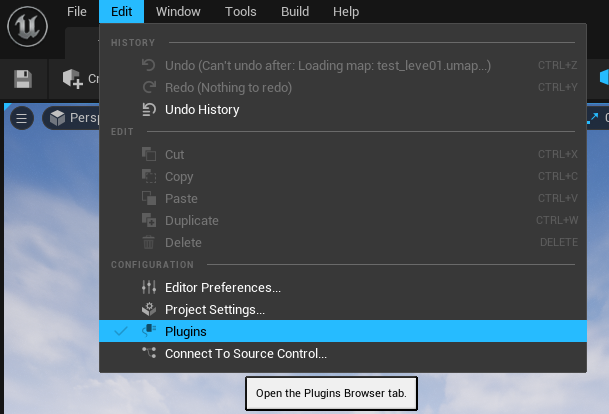 File Edit Window Tools Build Help
HISTORY
Undo (Can't undo after: Loading map: test_leve01.umap...) CTRL+Z
Redo (Nothing to redo) CTRL+Y
Undo History
Persp
EDIT
Cut CTRL+X
Copy CTRL+C
Paste CTRL+V
Duplicate CTRL+W
Delete DELETE
CONFIGURATION
Editor Preferences...
Project Settings...
Plugins
Connect To Source Control...
Open the Plugins Browser tab.